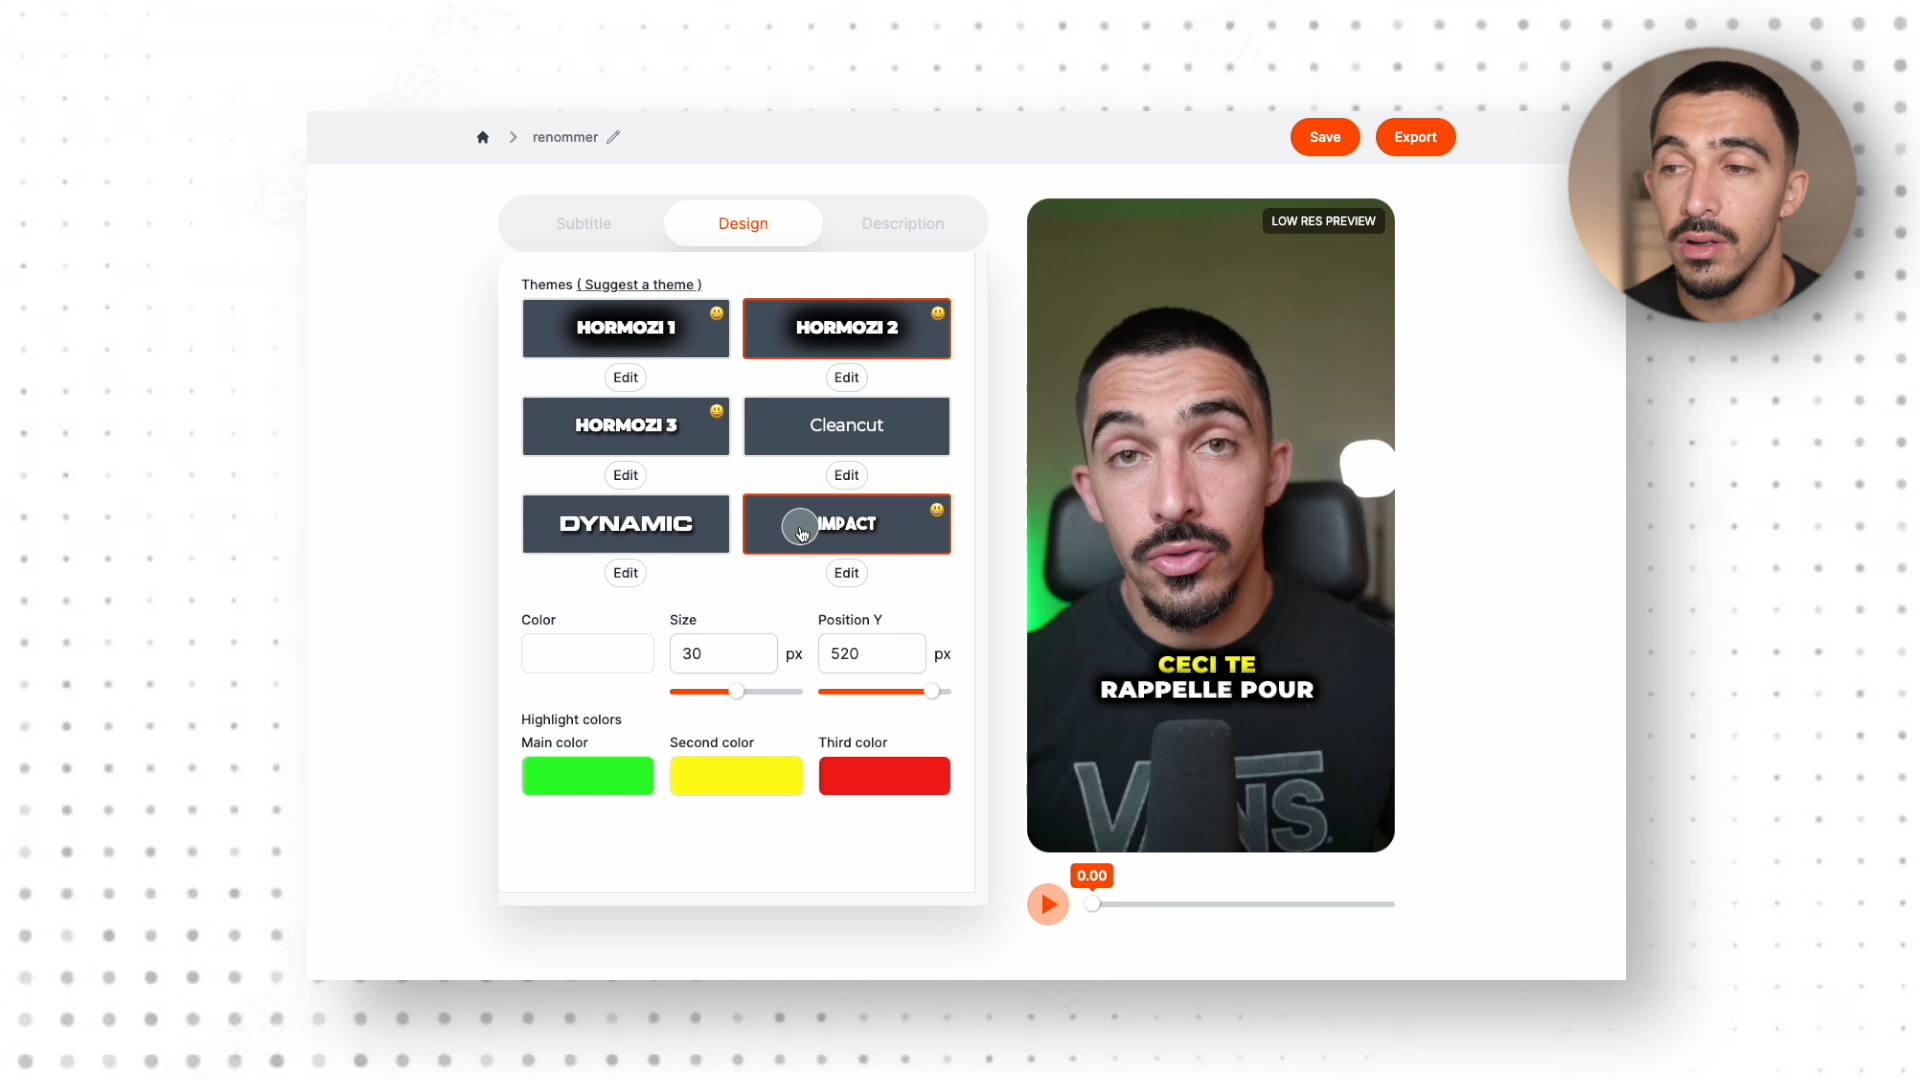 renommer
Save
Export
Subtitle
Design
Description
LOW RES PREVIEW
Themes ( Suggest a theme )
HORMOZI 1
HORMOZI 2
Edit
Edit
HORMOZI 3
Cleancut
Edit
Edit
DYNAMIC
IMPACT
Edit
Edit
Color
Size
Position Y
30
px
520
px
CECI TE
RAPPELLE POUR
Highlight colors
Main color
Second color
Third color
VANS
0.00